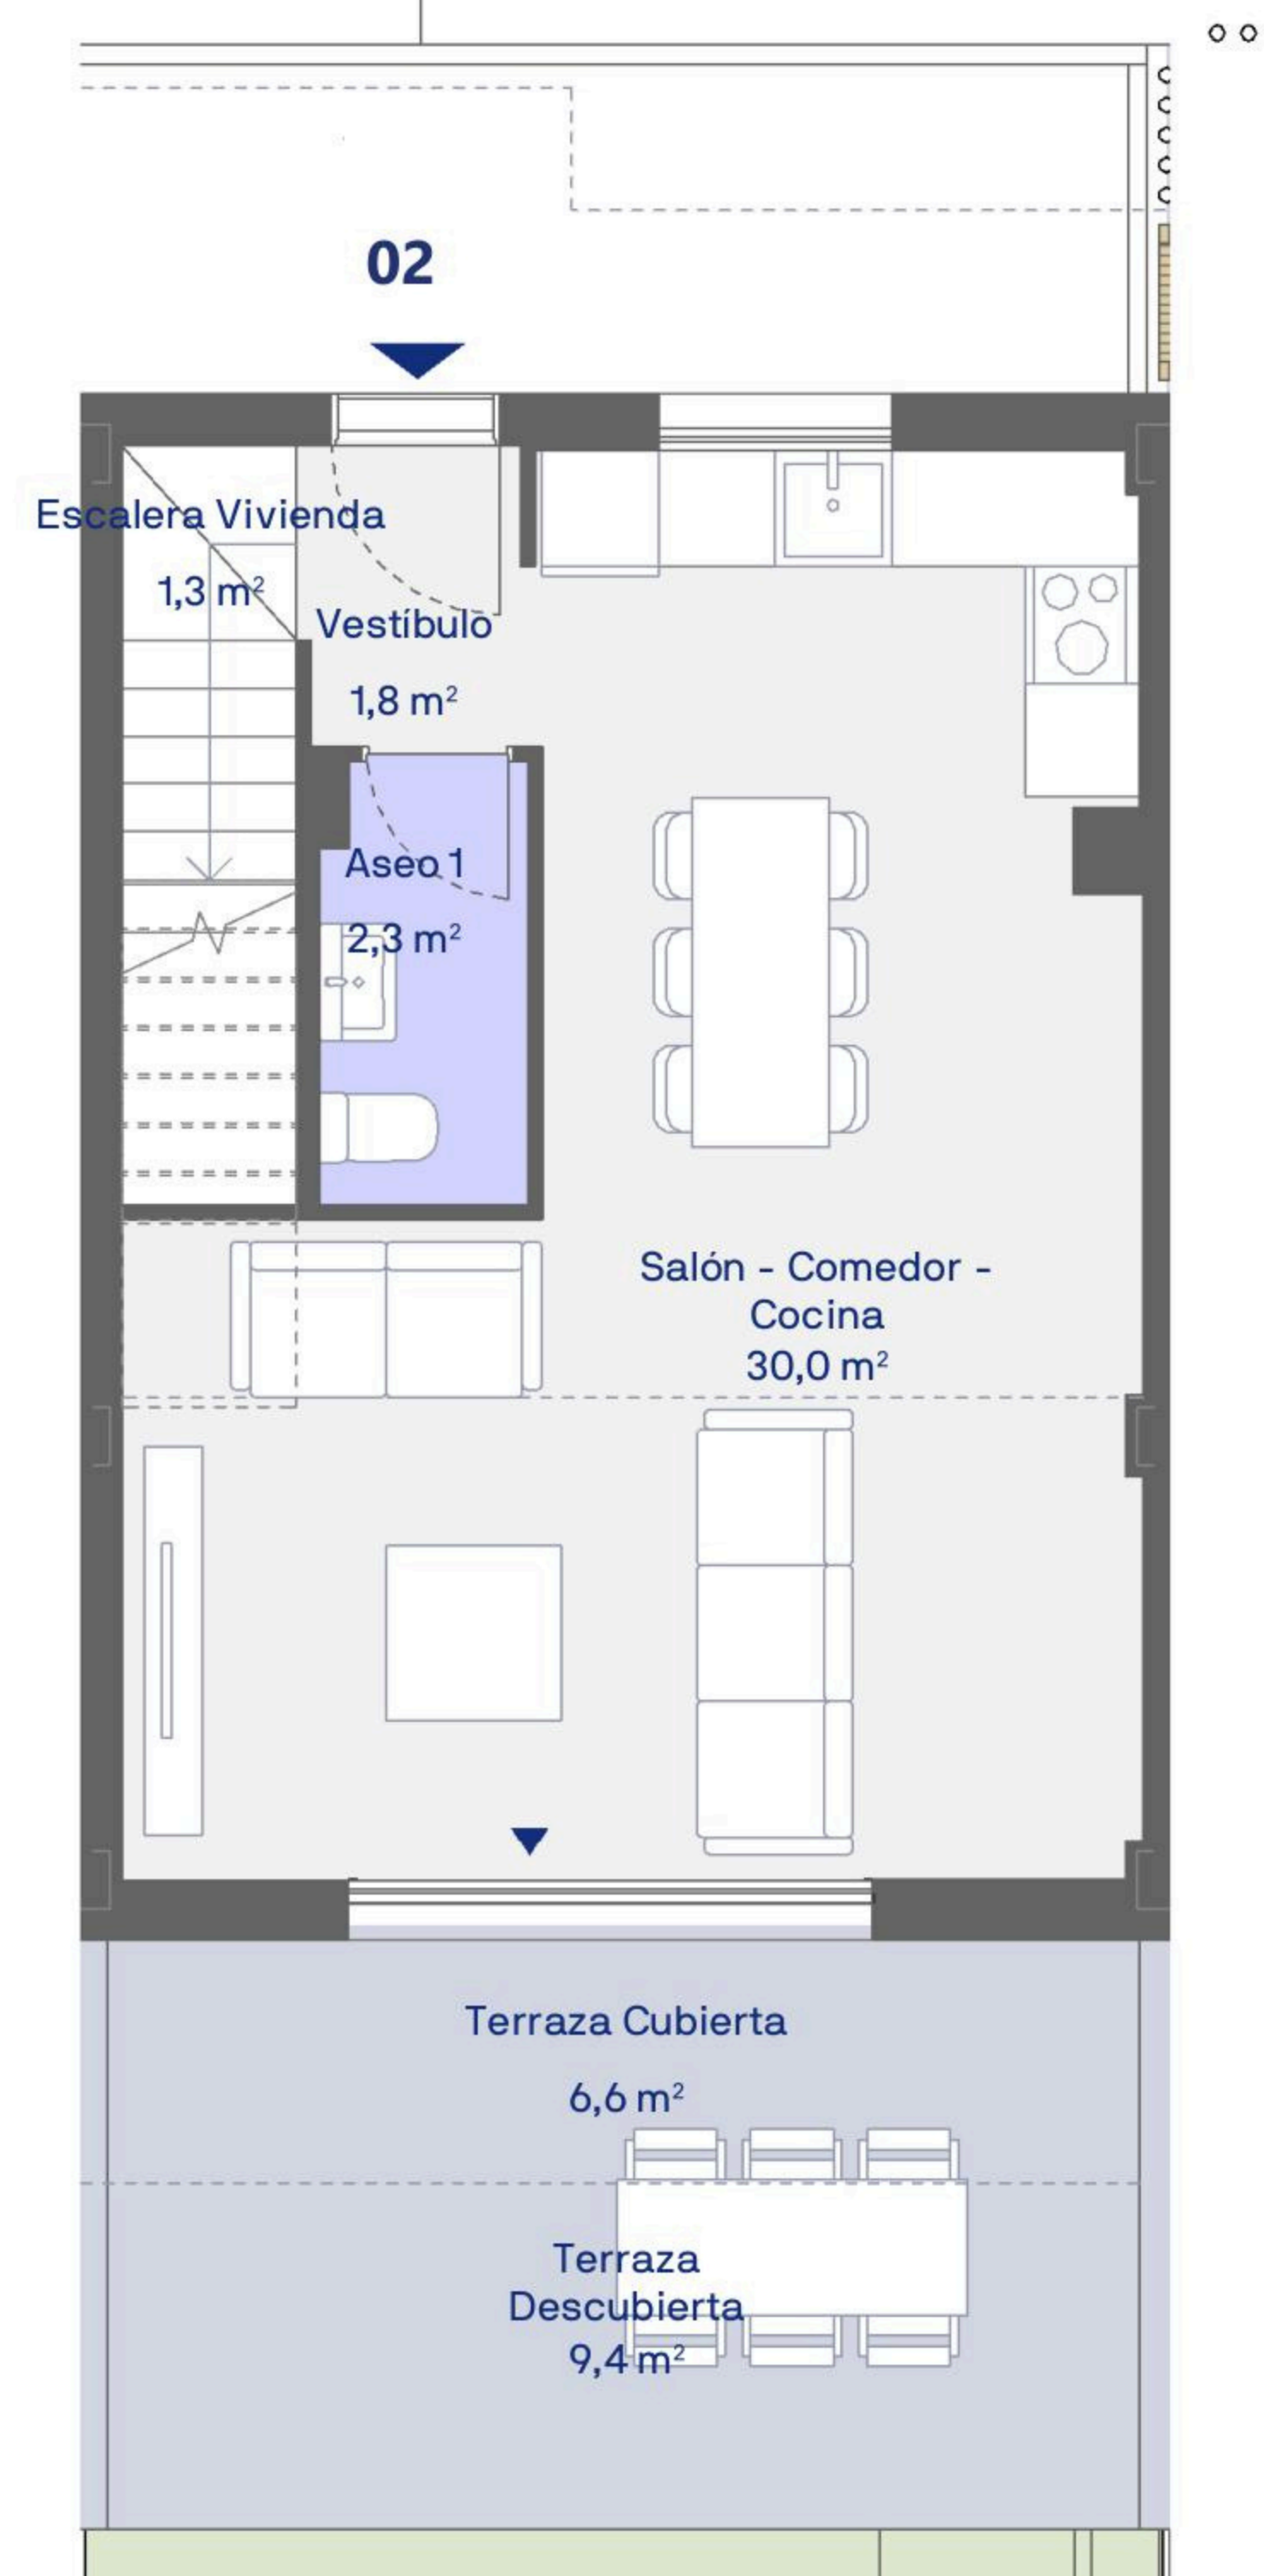 02
Escalera Vivienda
1,3 m²
Vestíbulo
1,8 m²
Aseo 1
2,3 m²
Salón - Comedor -
Cocina
30,0 m²
Terraza Cubierta
6,6 m²
Terraza
Descubierta
9,4 m²